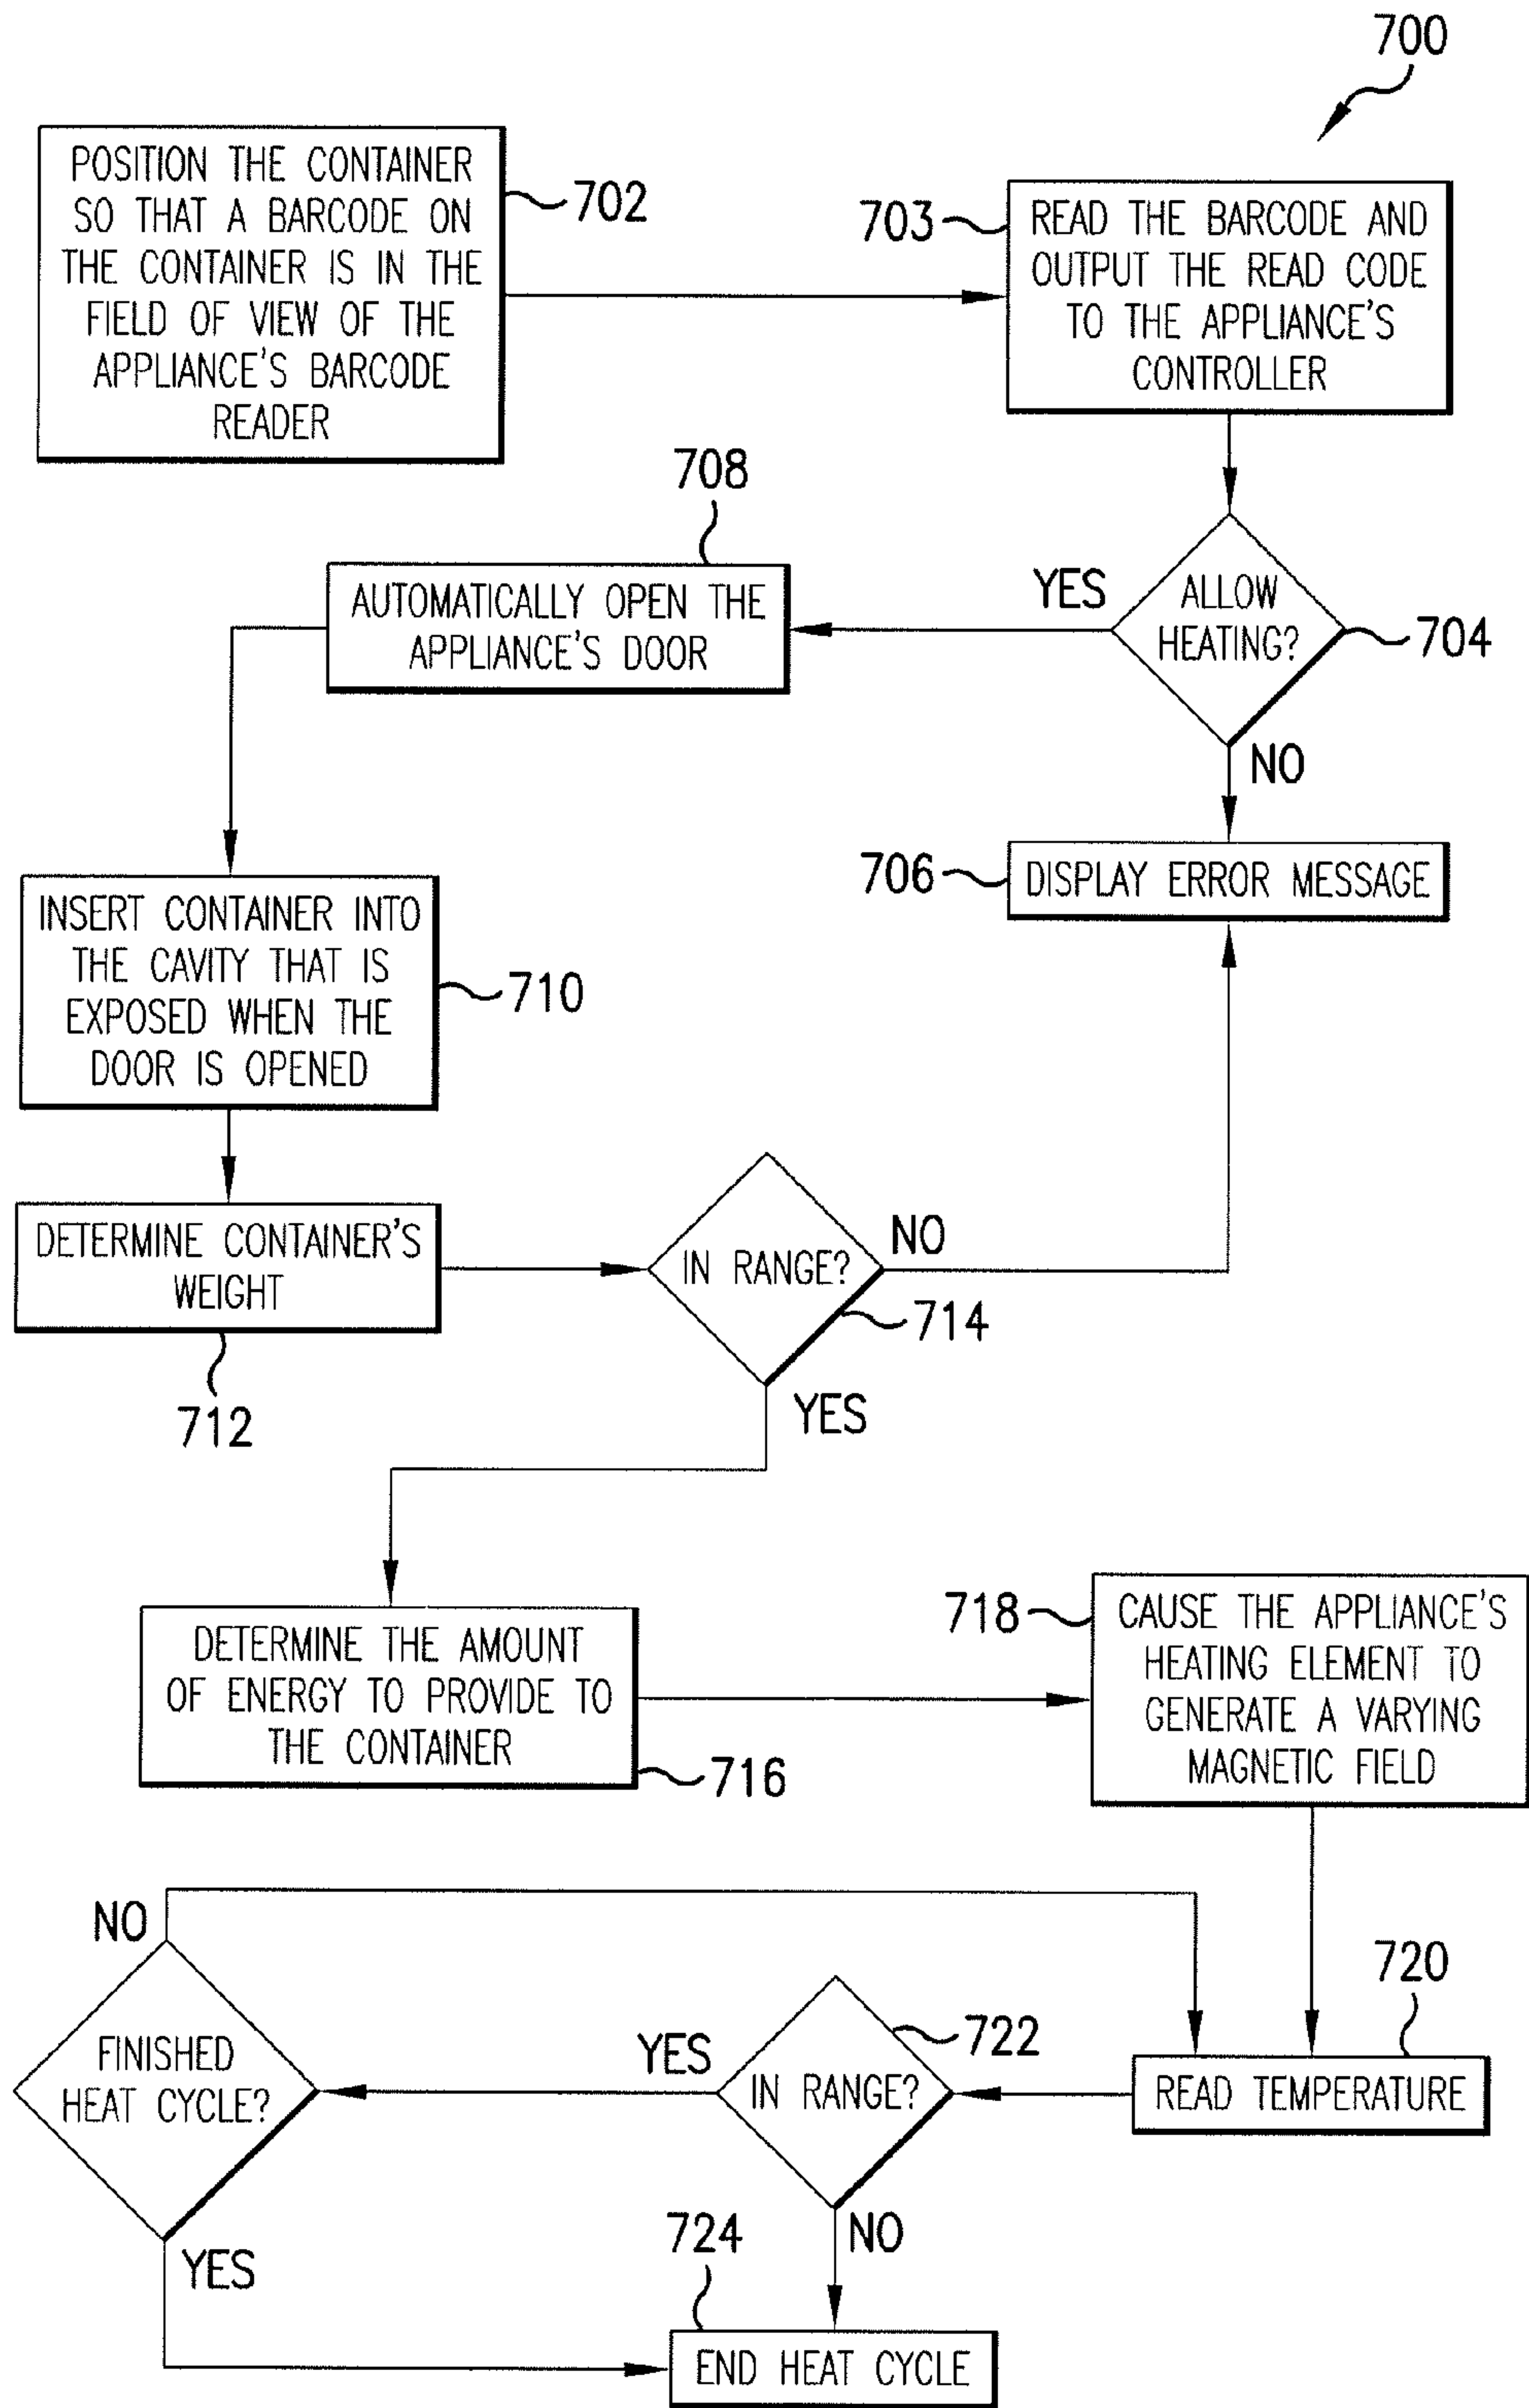 700
POSITION THE CONTAINER
SO THAT A BARCODE ON
THE CONTAINER IS IN THE
FIELD OF VIEW OF THE
APPLIANCE'S BARCODE
READER
702
703
READ THE BARCODE AND
OUTPUT THE READ CODE
TO THE APPLIANCE'S
CONTROLLER
708
AUTOMATICALLY OPEN THE
APPLIANCE'S DOOR
YES
ALLOW
HEATING?
704
NO
706
DISPLAY ERROR MESSAGE
INSERT CONTAINER INTO
THE CAVITY THAT IS
EXPOSED WHEN THE
DOOR IS OPENED
710
DETERMINE CONTAINER'S
WEIGHT
712
IN RANGE?
NO
714
YES
DETERMINE THE AMOUNT
OF ENERGY TO PROVIDE TO
THE CONTAINER
716
718
CAUSE THE APPLIANCE'S
HEATING ELEMENT TO
GENERATE A VARYING
MAGNETIC FIELD
NO
FINISHED
HEAT CYCLE?
YES
YES
IN RANGE?
722
NO
720
READ TEMPERATURE
724
END HEAT CYCLE